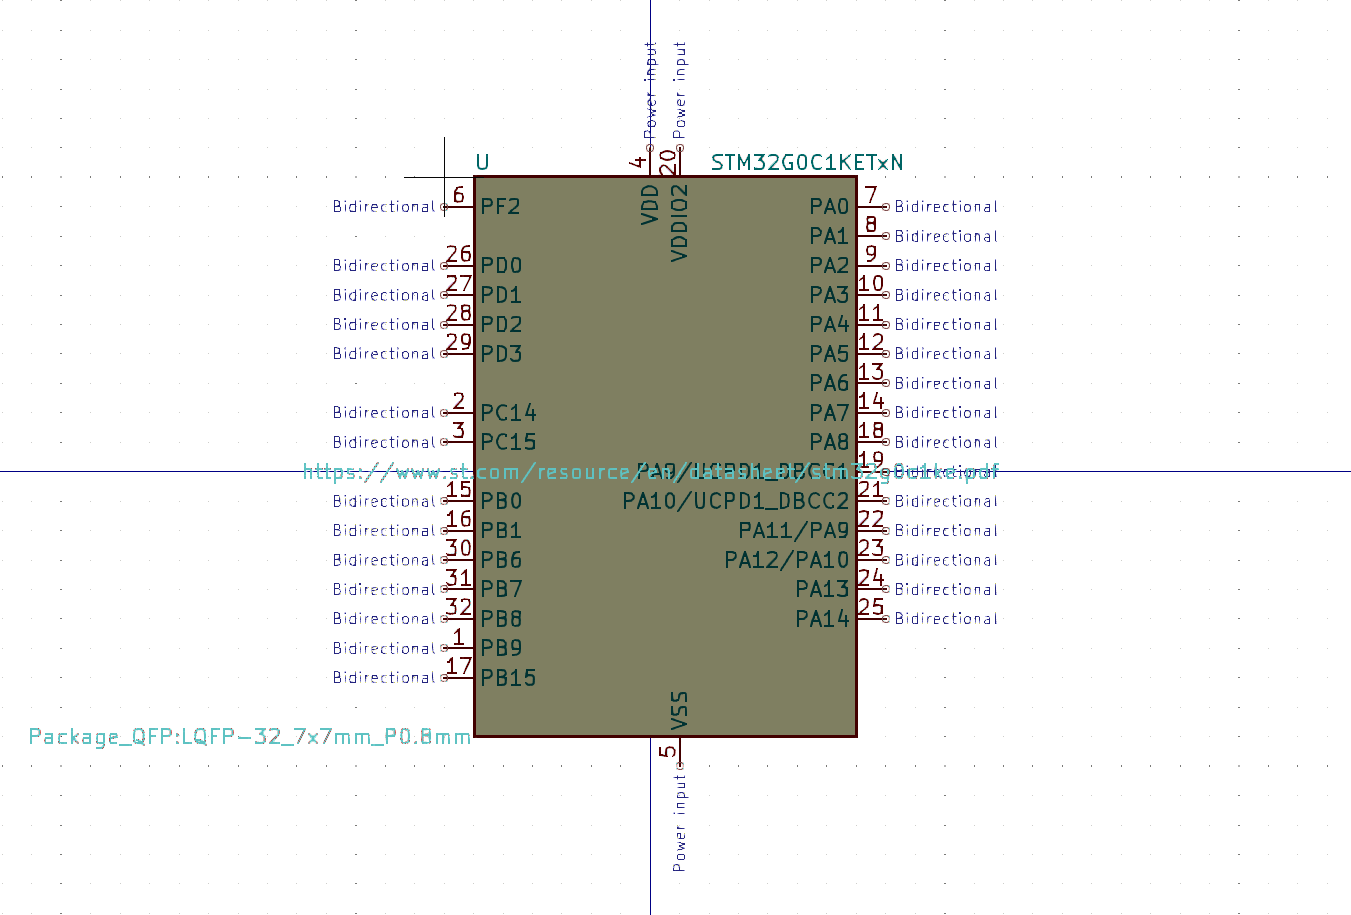 Power input
Power input
4
20
U
STM32G0C1KETxN
VDD
VDDIO2
Bidirectional 6 PF2
PA0 7 Bidirectional
PA1 8 Bidirectional
Bidirectional 26 PD0
PA2 9 Bidirectional
Bidirectional 27 PD1
PA3 10 Bidirectional
Bidirectional 28 PD2
PA4 11 Bidirectional
Bidirectional 29 PD3
PA5 12 Bidirectional
PA6 13 Bidirectional
Bidirectional 2 PC14
PA7 14 Bidirectional
Bidirectional 3 PC15
PA8 18 Bidirectional
https://www.st.com/resource/en/datasheet/stm32g0c1ke.pdf
PA9/UCPD1_DBCC1 19 Bidirectional
Bidirectional 15 PB0
PA10/UCPD1_DBCC2 21 Bidirectional
Bidirectional 16 PB1
PA11/PA9 22 Bidirectional
Bidirectional 30 PB6
PA12/PA10 23 Bidirectional
Bidirectional 31 PB7
PA13 24 Bidirectional
Bidirectional 32 PB8
PA14 25 Bidirectional
Bidirectional 1 PB9
Bidirectional 17 PB15
VSS
Package_QFP:LQFP-32_7x7mm_P0.8mm
5
Power input